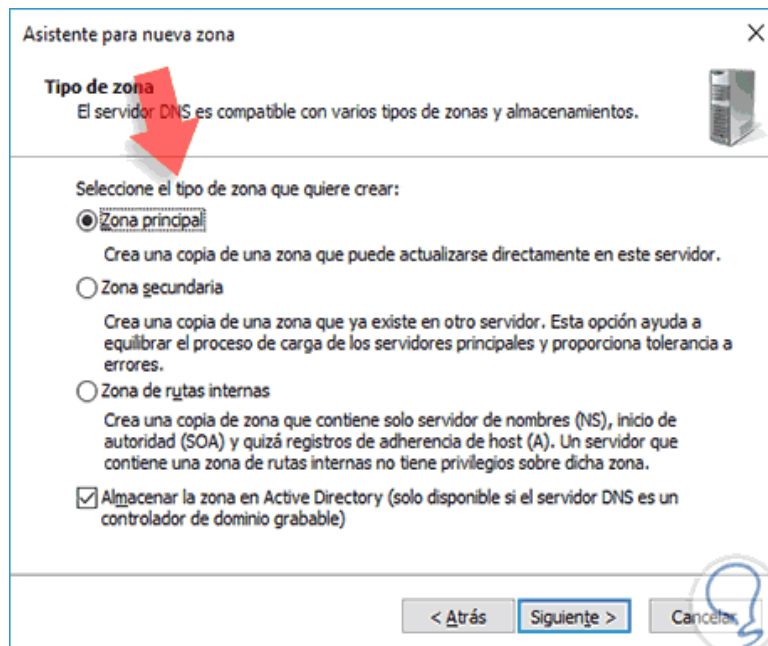 Asistente para nueva zona
Tipo de zona
El servidor DNS es compatible con varios tipos de zonas y almacenamientos.
Seleccione el tipo de zona que quiere crear:
Zona principal
Crea una copia de una zona que puede actualizarse directamente en este servidor.
Zona secundaria
Crea una copia de una zona que ya existe en otro servidor. Esta opción ayuda a
equilibrar el proceso de carga de los servidores principales y proporciona tolerancia a
errores.
Zona de rutas internas
Crea una copia de zona que contiene solo servidor de nombres (NS), inicio de
autoridad (SOA) y quizá registros de adherencia de host (A). Un servidor que
contiene una zona de rutas internas no tiene privilegios sobre dicha zona.
Almacenar la zona en Active Directory (solo disponible si el servidor DNS es un
controlador de dominio grabable)
< Atrás Siguiente > Cancelar